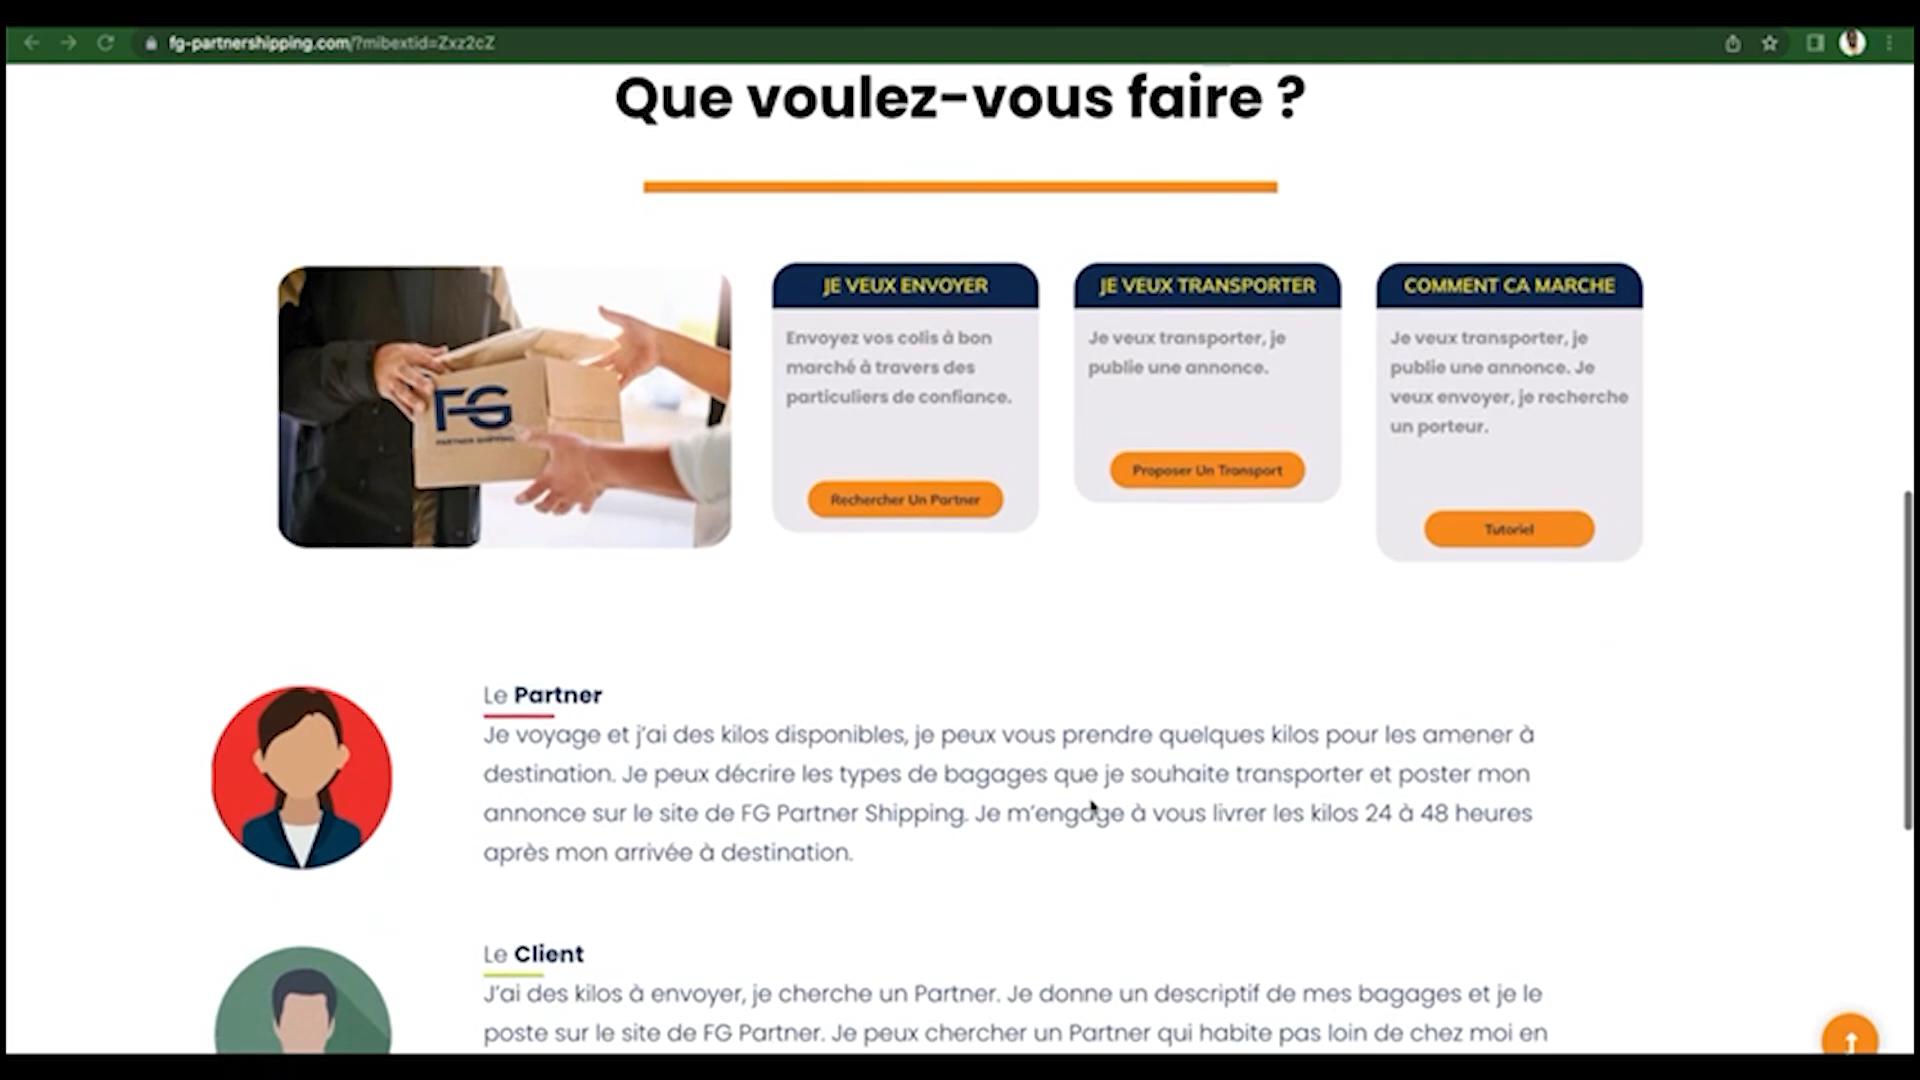 fg-partnershipping.com/?mibextid=Zxz2cZ
Que voulez-vous faire ?
FG
PARTNER SHIPPING
JE VEUX ENVOYER
Envoyez vos colis à bon
marché à travers des
particuliers de confiance.
Rechercher Un Partner
JE VEUX TRANSPORTER
Je veux transporter, je
publie une annonce.
Proposer Un Transport
COMMENT CA MARCHE
Je veux transporter, je
publie une annonce. Je
veux envoyer, je recherche
un porteur.
Tutoriel
Le Partner
Je voyage et j'ai des kilos disponibles, je peux vous prendre quelques kilos pour les amener à
destination. Je peux décrire les types de bagages que je souhaite transporter et poster mon
annonce sur le site de FG Partner Shipping. Je m'engage à vous livrer les kilos 24 à 48 heures
après mon arrivée à destination.
Le Client
J'ai des kilos à envoyer, je cherche un Partner. Je donne un descriptif de mes bagages et je le
poste sur le site de FG Partner. Je peux chercher un Partner qui habite pas loin de chez moi en